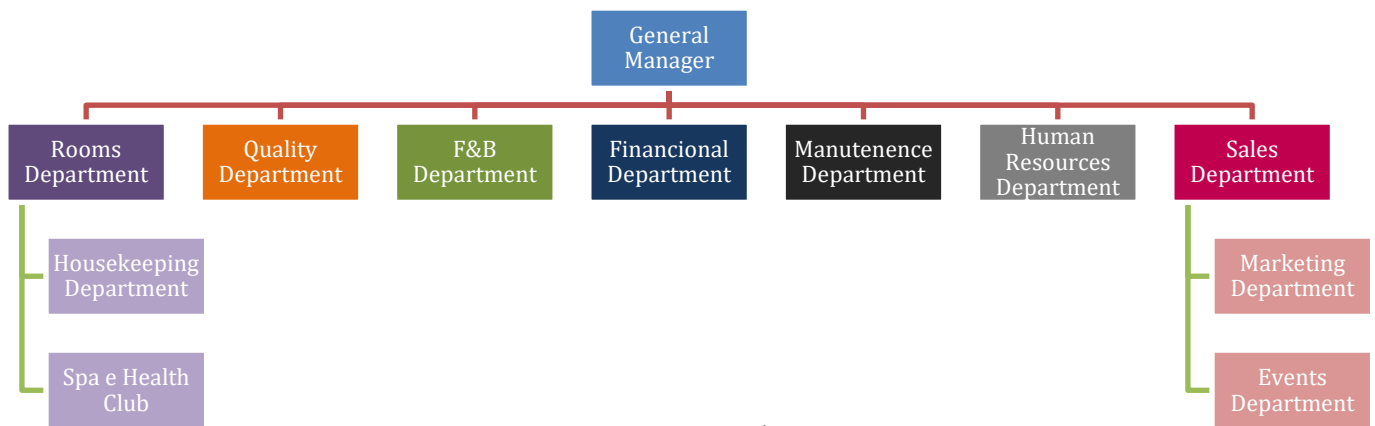 General
Manager
Rooms
Department
Quality
Department
F&B
Department
Financional
Department
Manutenence
Department
Human
Resources
Department
Sales
Department
Housekeeping
Department
Marketing
Department
Spa e Health
Club
Events
Department